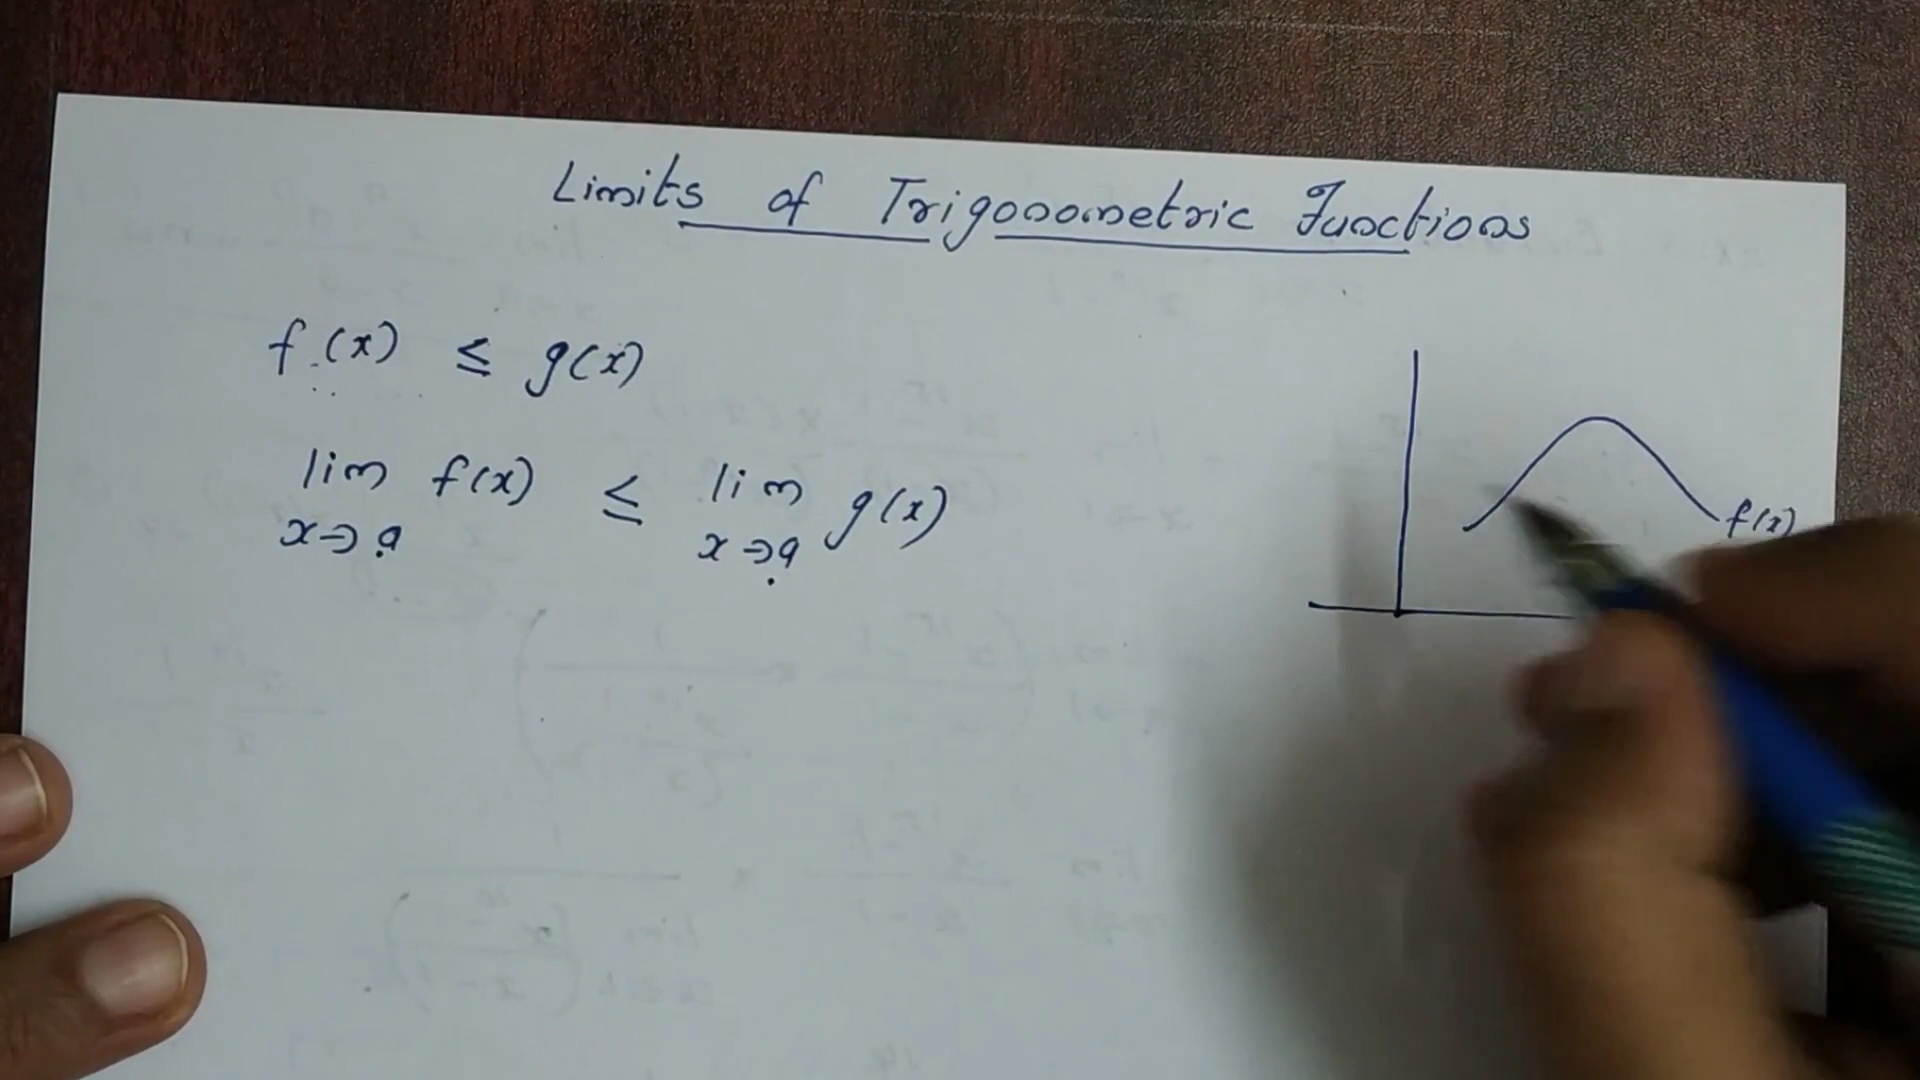 Limits of Trigonometric Functions
f(x) ≤ g(x)
lim f(x) ≤ lim g(x)
x→a x→a
f(x)